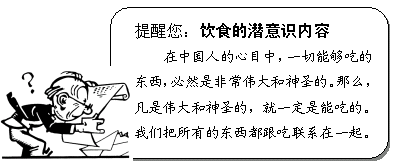 提醒您：饮食的潜意识内容
在中国人的心目中，一切能够吃的
东西，必然是非常伟大和神圣的。那么，
凡是伟大和神圣的，就一定是能吃的。
我们把所有的东西都跟吃联系在一起。
?